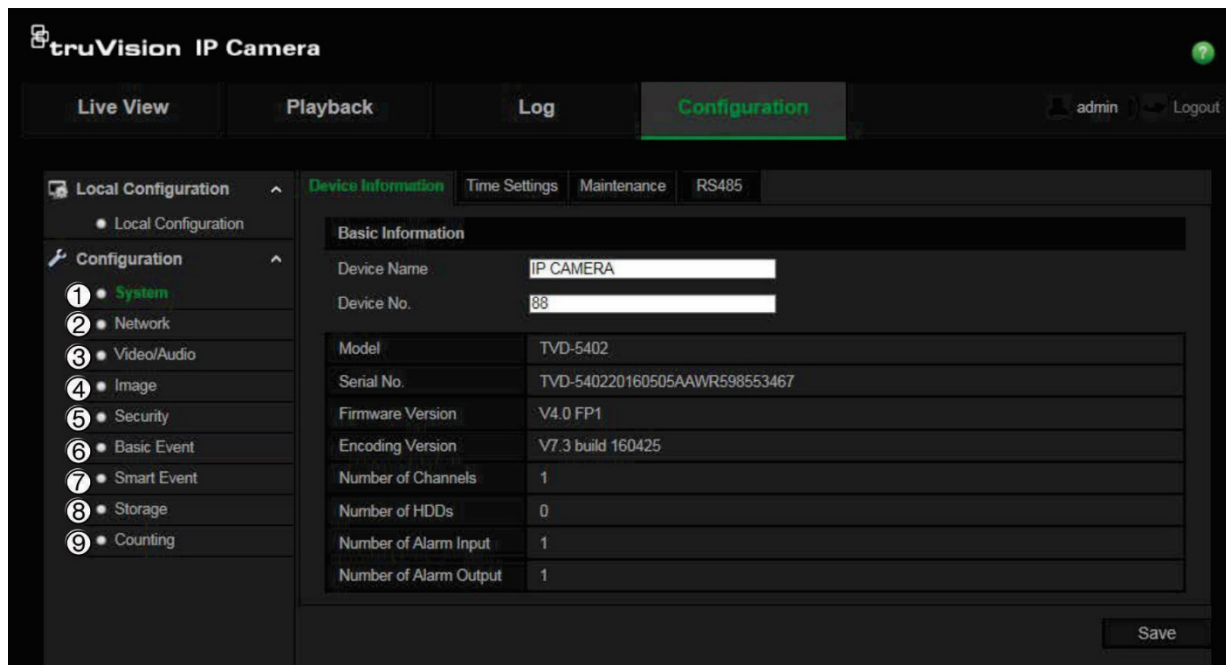 truVision IP Camera
?
Live View Playback Log Configuration admin Logout
Local Configuration
Local Configuration
Configuration
① System
② Network
③ Video/Audio
④ Image
⑤ Security
⑥ Basic Event
⑦ Smart Event
⑧ Storage
⑨ Counting
Device Information Time Settings Maintenance RS485
Basic Information
Device Name IP CAMERA
Device No. 88
Model TVD-5402
Serial No. TVD-540220160505AAWR598553467
Firmware Version V4.0 FP1
Encoding Version V7.3 build 160425
Number of Channels 1
Number of HDDs 0
Number of Alarm Input 1
Number of Alarm Output 1
Save